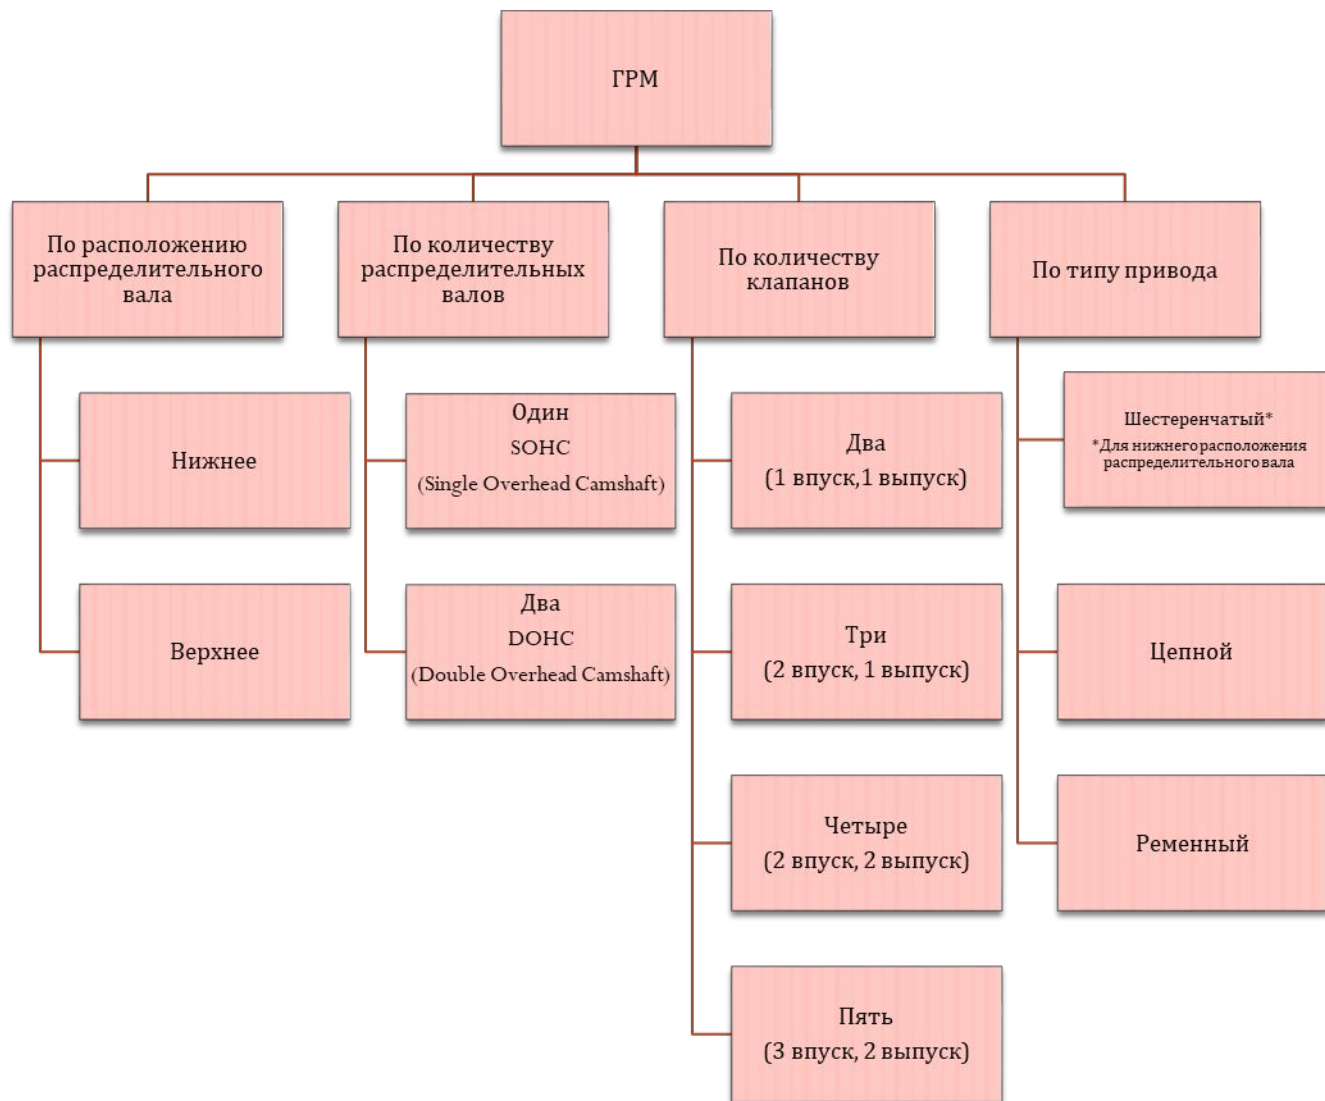 ГРМ
По расположению
распределительного
вала
По количеству
распределительных
валов
По количеству
клапанов
По типу привода
Нижнее
Верхнее
Один
SOHC
(Single Overhead Camshaft)
Два
DOHC
(Double Overhead Camshaft)
Два
(1 впуск,1 выпуск)
Три
(2 впуск, 1 выпуск)
Четыре
(2 впуск, 2 выпуск)
Пять
(3 впуск, 2 выпуск)
Шестеренчатый*
*Для нижнего расположения
распределительного вала
Цепной
Ременный